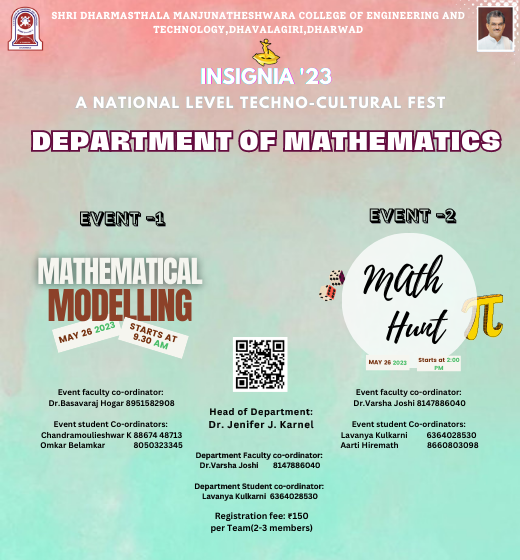 SHRI DHARMASTHALA MANJUNATHESHWARA COLLEGE OF ENGINEERING AND
TECHNOLOGY,DHAVALAGIRI,DHARWAD
INSIGNIA '23
A NATIONAL LEVEL TECHNO-CULTURAL FEST
DEPARTMENT OF MATHEMATICS
EVENT -1
MATHEMATICAL
MODELLING
MAY 26 2023
STARTS AT
9.30 AM
Event faculty co-ordinator:
Dr.Basavaraj Hogar 8951582908
Event student Co-ordinators:
Chandramoulieshwar K 88674 48713
Omkar Belamkar 8050323345
EVENT -2
Math
Hunt
MAY 26 2023
Starts at 2:00
PM
Event faculty co-ordinator:
Dr.Varsha Joshi 8147886040
Event student Co-ordinators:
Lavanya Kulkarni 6364028530
Aarti Hiremath 8660803098
Head of Department:
Dr. Jenifer J. Karnel
Department Faculty co-ordinator:
Dr.Varsha Joshi 8147886040
Department Student co-ordinator:
Lavanya Kulkarni 6364028530
Registration fee: ₹150
per Team(2-3 members)